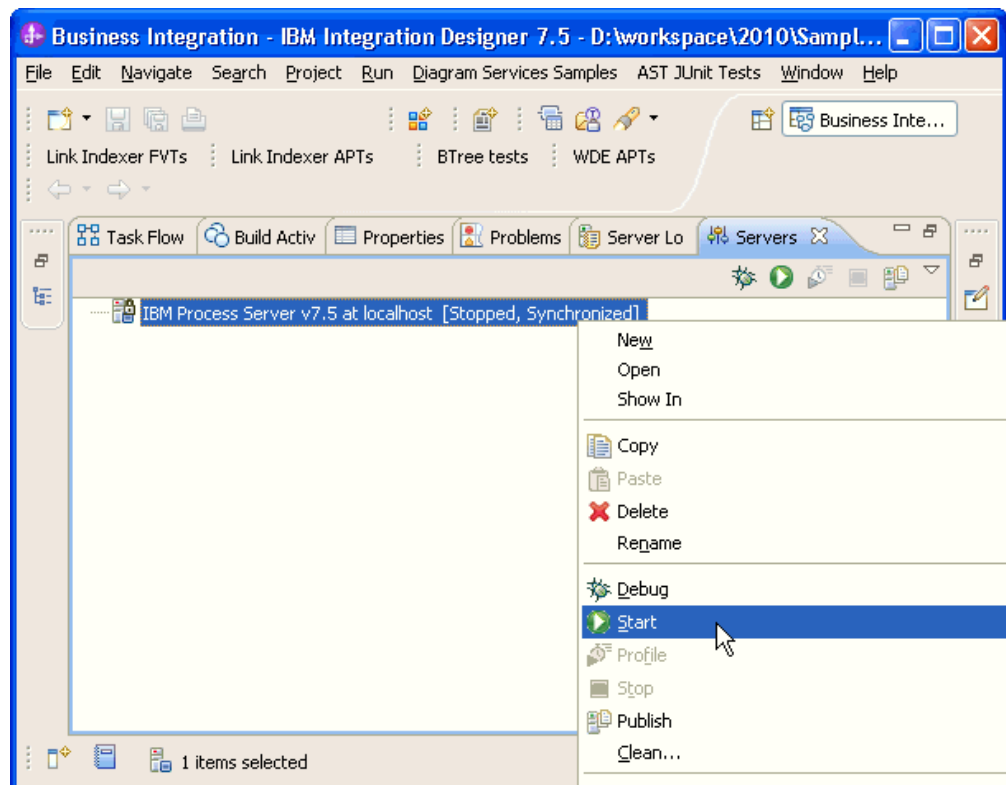 Business Integration - IBM Integration Designer 7.5 - D:\workspace\2010\Sampl...
File Edit Navigate Search Project Run Diagram Services Samples AST JUnit Tests Window Help
Business Inte...
Link Indexer FVTs Link Indexer APTs BTree tests WDE APTs
Task Flow Build Activ Properties Problems Server Lo Servers
IBM Process Server v7.5 at localhost [Stopped, Synchronized]
New
Open
Show In
Copy
Paste
Delete
Rename
Debug
Start
Profile
Stop
Publish
Clean...
1 items selected